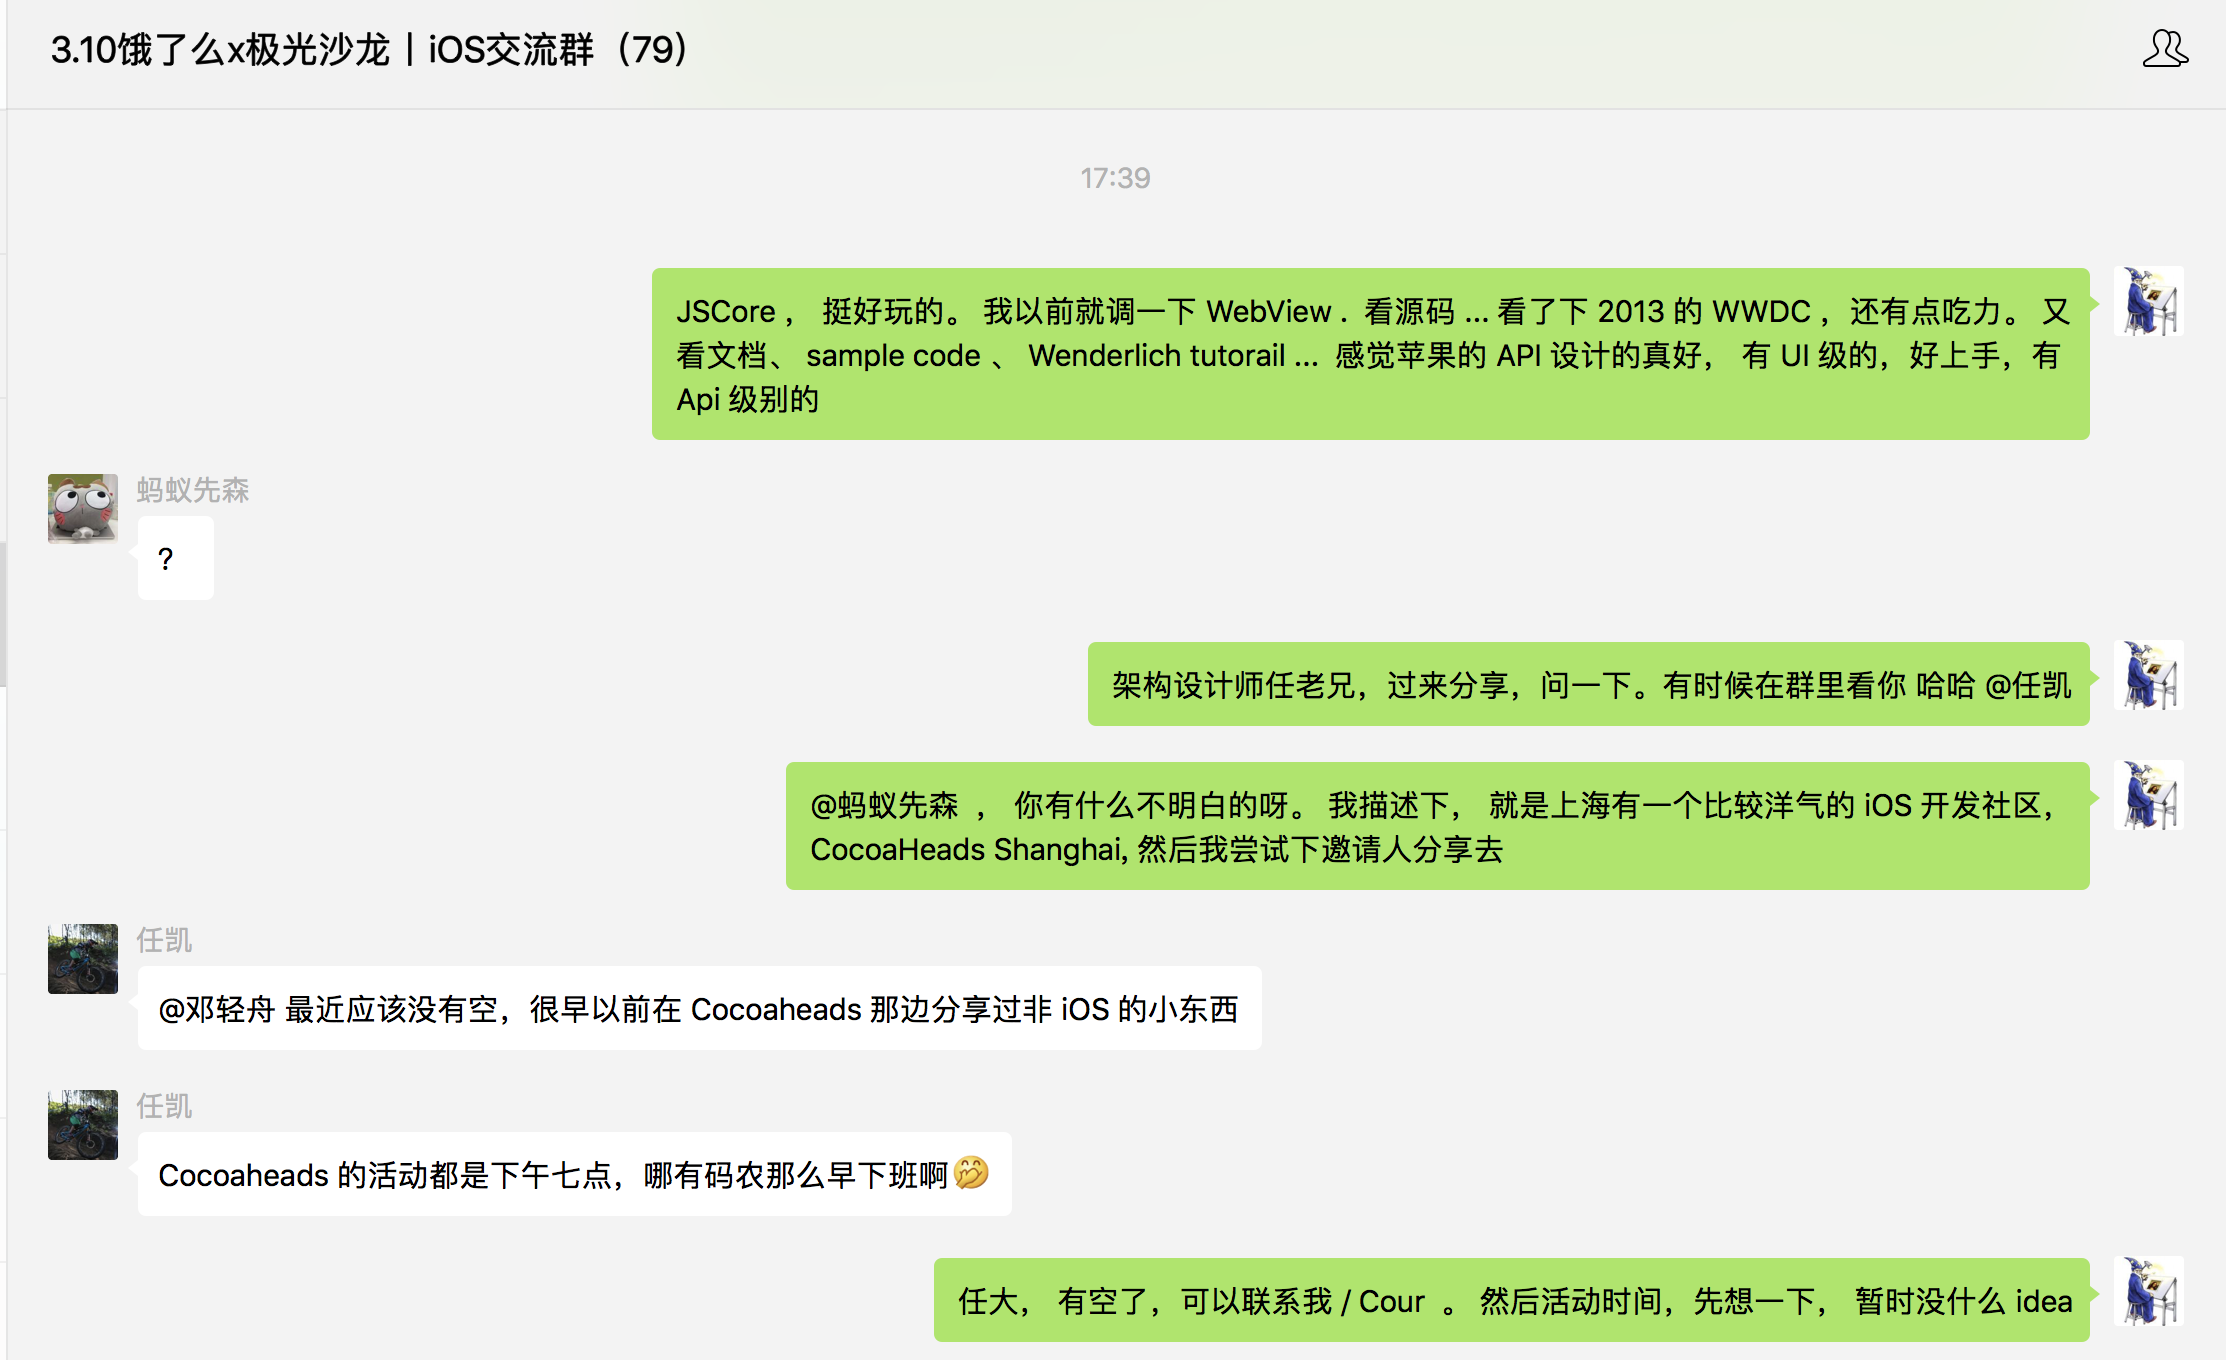 3.10饿了么x极光沙龙丨iOS交流群（79）
17:39
JSCore ， 挺好玩的。 我以前就调一下 WebView . 看源码 ... 看了下 2013 的 WWDC ，还有点吃力。 又
看文档、 sample code 、 Wenderlich tutorail ... 感觉苹果的 API 设计的真好， 有 UI 级的，好上手，有
Api 级别的
蚂蚁先森
？
架构设计师任老兄，过来分享，问一下。有时候在群里看你 哈哈 @任凯
@蚂蚁先森 ， 你有什么不明白的呀。 我描述下， 就是上海有一个比较洋气的 iOS 开发社区，
CocoaHeads Shanghai, 然后我尝试下邀请人分享去
任凯
@邓轻舟 最近应该没有空，很早以前在 Cocoaheads 那边分享过非 iOS 的小东西
任凯
Cocoaheads 的活动都是下午七点，哪有码农那么早下班啊🤭
任大， 有空了，可以联系我 / Cour 。 然后活动时间，先想一下， 暂时没什么 idea